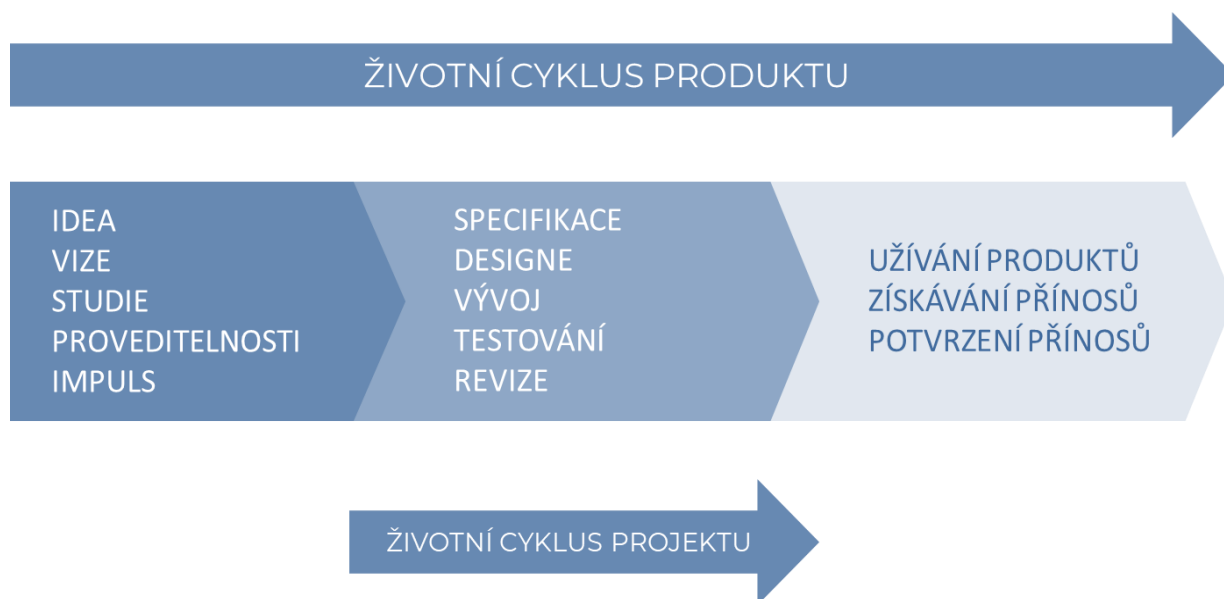 ŽIVOTNÍ CYKLUS PRODUKTU
IDEA
VIZE
STUDIE
PROVEDITELNOSTI
IMPULS
SPECIFIKACE
DESIGNE
VÝVOJ
TESTOVÁNÍ
REVIZE
UŽÍVÁNÍ PRODUKTŮ
ZÍSKÁVÁNÍ PŘÍNOSŮ
POTVRZENÍ PŘÍNOSŮ
ŽIVOTNÍ CYKLUS PROJEKTU